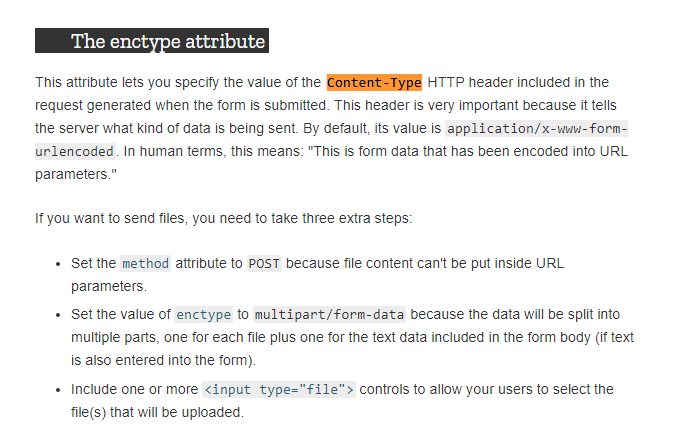 The enctype attribute
This attribute lets you specify the value of the Content-Type HTTP header included in the
request generated when the form is submitted. This header is very important because it tells
the server what kind of data is being sent. By default, its value is application/x-www-form-
urlencoded. In human terms, this means: "This is form data that has been encoded into URL
parameters."
If you want to send files, you need to take three extra steps:
• Set the method attribute to POST because file content can't be put inside URL
parameters.
• Set the value of enctype to multipart/form-data because the data will be split into
multiple parts, one for each file plus one for the text data included in the form body (if text
is also entered into the form).
• Include one or more <input type="file"> controls to allow your users to select the
file(s) that will be uploaded.